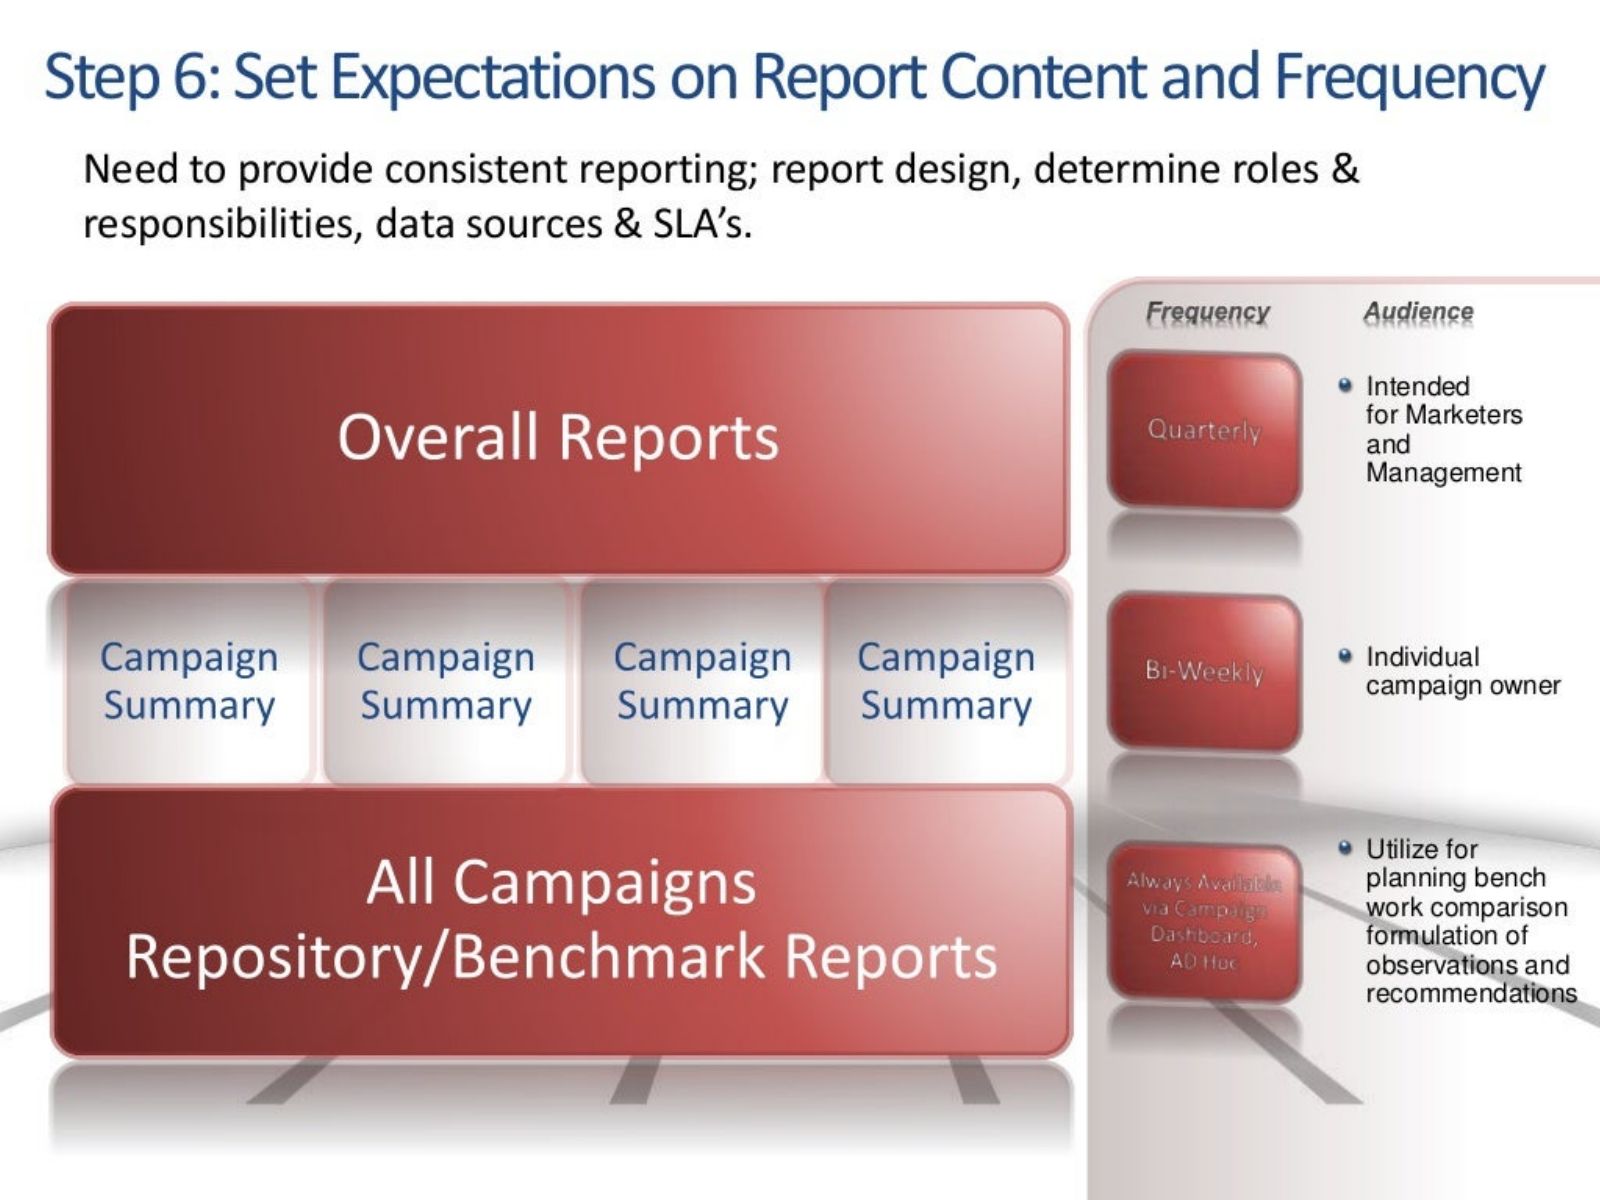 Step 6: Set Expectations on Report Content and Frequency
Need to provide consistent reporting; report design, determine roles &
responsibilities, data sources & SLA’s.
Overall Reports
Campaign
Summary
Campaign
Summary
Campaign
Summary
Campaign
Summary
All Campaigns
Repository/Benchmark Reports
Frequency
Audience
Quarterly
Intended
for Marketers
and
Management
Bi-Weekly
Individual
campaign owner
Always Available
via Campaign
Dashboard,
AD Hoc
Utilize for
planning bench
work comparison
formulation of
observations and
recommendations